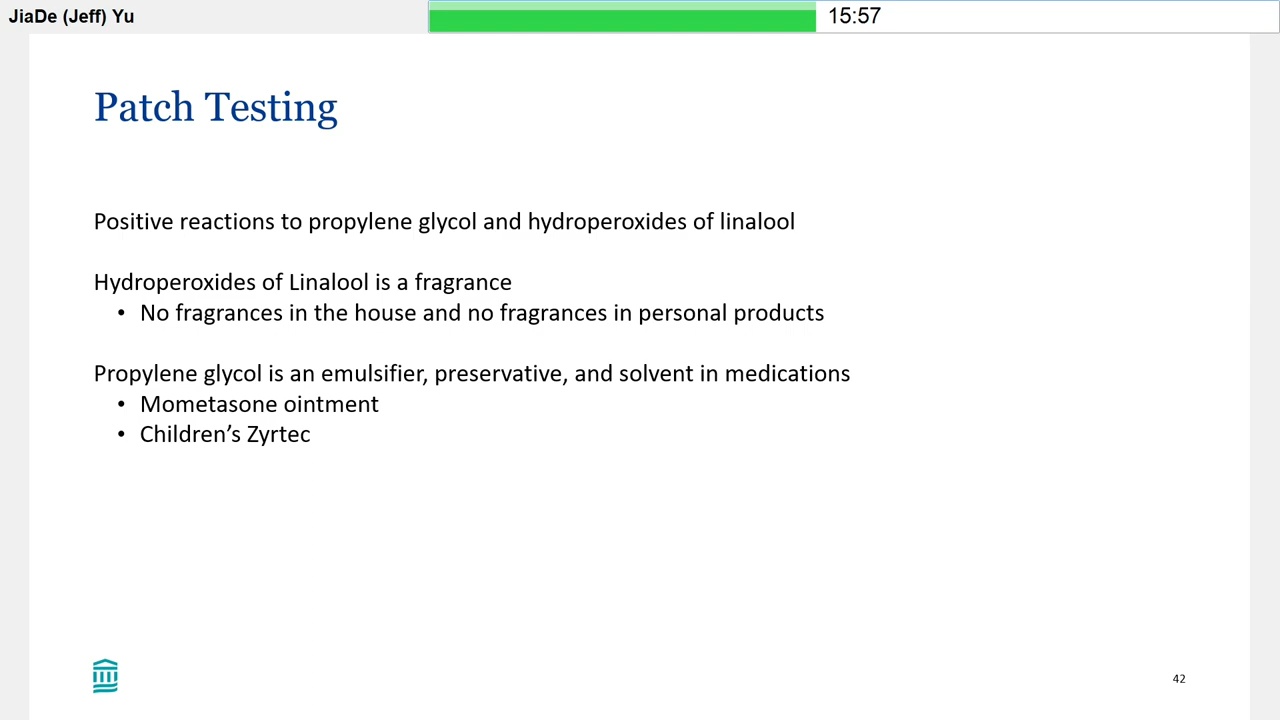 JiaDe (Jeff) Yu
15:57
Patch Testing
Positive reactions to propylene glycol and hydroperoxides of linalool
Hydroperoxides of Linalool is a fragrance
• No fragrances in the house and no fragrances in personal products
Propylene glycol is an emulsifier, preservative, and solvent in medications
• Mometasone ointment
• Children’s Zyrtec
42